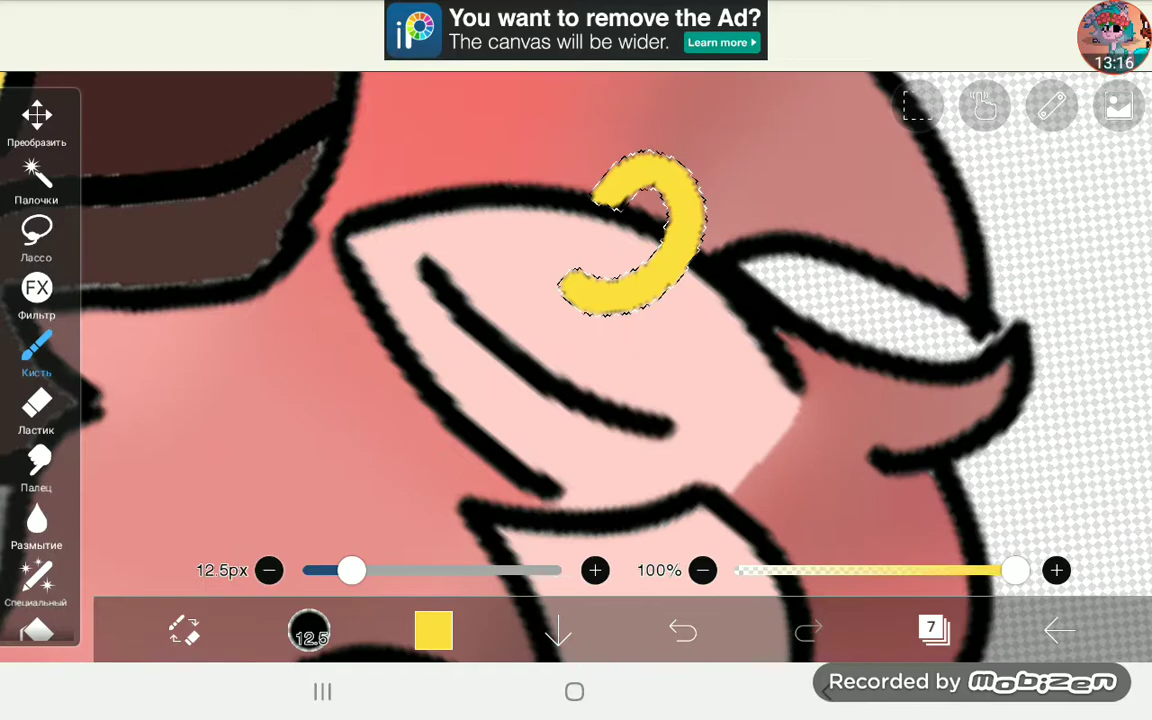 You want to remove the Ad?
The canvas will be wider.
Learn more
iP
13:16
Преобразить
Палочки
Лассо
FX
Фильтр
Кисть
Ластик
Палец
Размытие
Специальный
12.5px
100%
12.5
7
Recorded by mobizen